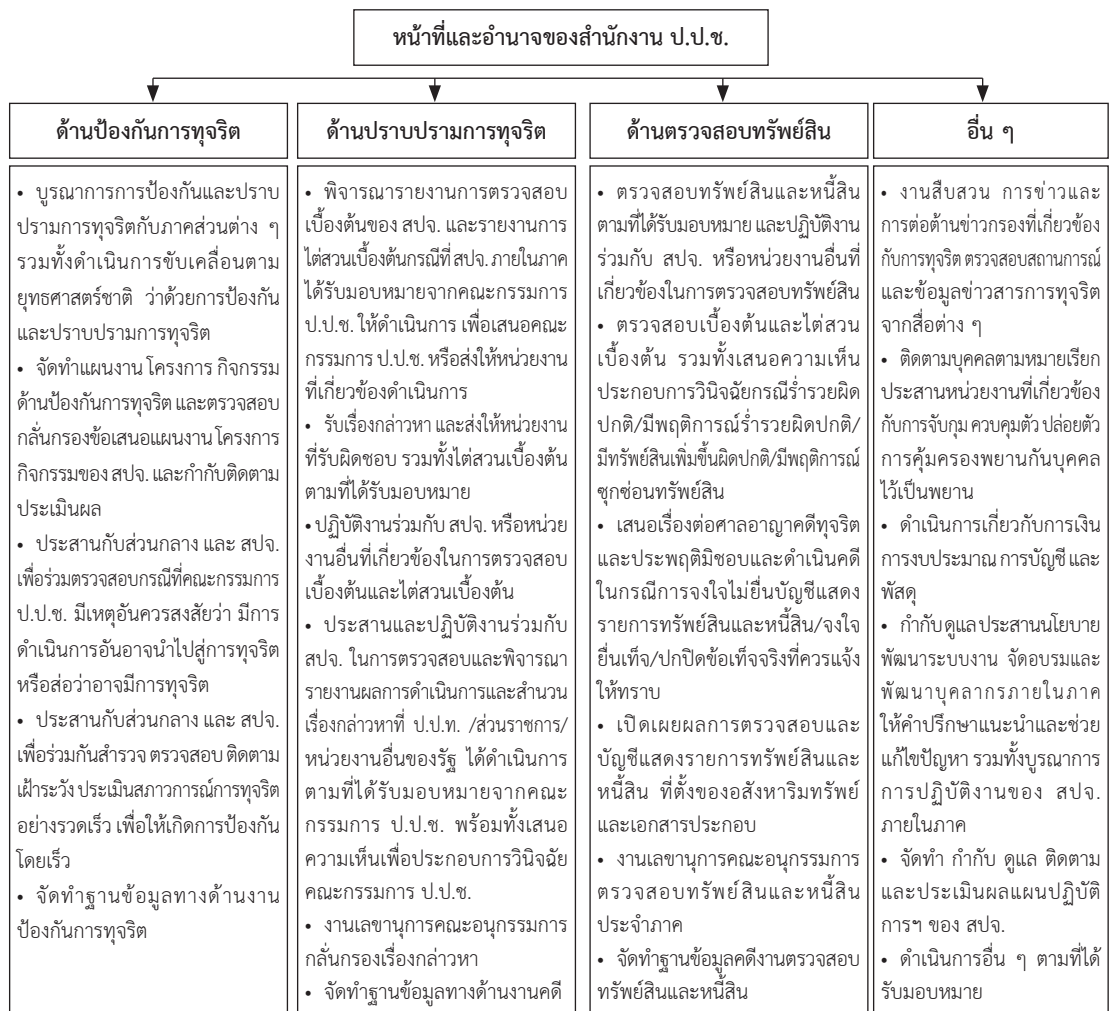 หน้าที่และอำนาจของสำนักงาน ป.ป.ช.
ด้านป้องกันการทุจริต
• บูรณาการการป้องกันและปราบ
ปรามการทุจริตกับภาคส่วนต่าง ๆ
รวมทั้งดำเนินการขับเคลื่อนตาม
ยุทธศาสตร์ชาติ ว่าด้วยการป้องกัน
และปราบปรามการทุจริต
• จัดทำแผนงาน โครงการ กิจกรรม
ด้านป้องกันการทุจริต และตรวจสอบ
กลั่นกรองข้อเสนอแผนงาน โครงการ
กิจกรรมของ สปจ. และกำกับติดตาม
ประเมินผล
• ประสานกับส่วนกลาง และ สปจ.
เพื่อร่วมตรวจสอบกรณีที่คณะกรรมการ
ป.ป.ช. มีเหตุอันควรสงสัยว่า มีการ
ดำเนินการอันอาจนำไปสู่การทุจริต
หรือส่อว่าอาจมีการทุจริต
• ประสานกับส่วนกลาง และ สปจ.
เพื่อร่วมกันสำรวจ ตรวจสอบ ติดตาม
เฝ้าระวัง ประเมินสภาวการณ์การทุจริต
อย่างรวดเร็ว เพื่อให้เกิดการป้องกัน
โดยเร็ว
• จัดทำฐานข้อมูลทางด้านงาน
ป้องกันการทุจริต
ด้านปราบปรามการทุจริต
• พิจารณารายงานการตรวจสอบ
เบื้องต้นของ สปจ. และรายงานการ
ไต่สวนเบื้องต้นกรณีที่ สปจ. ภายในภาค
ได้รับมอบหมายจากคณะกรรมการ
ป.ป.ช. ให้ดำเนินการ เพื่อเสนอคณะ
กรรมการ ป.ป.ช. หรือส่งให้หน่วยงาน
ที่เกี่ยวข้องดำเนินการ
• รับเรื่องกล่าวหา และส่งให้หน่วยงาน
ที่รับผิดชอบ รวมทั้งไต่สวนเบื้องต้น
ตามที่ได้รับมอบหมาย
• ปฏิบัติงานร่วมกับ สปจ. หรือหน่วย
งานอื่นที่เกี่ยวข้องในการตรวจสอบ
เบื้องต้นและไต่สวนเบื้องต้น
• ประสานและปฏิบัติงานร่วมกับ
สปจ. ในการตรวจสอบและพิจารณา
รายงานผลการดำเนินการและสำนวน
เรื่องกล่าวหาที่ ป.ป.ท. /ส่วนราชการ/
หน่วยงานอื่นของรัฐ ได้ดำเนินการ
ตามที่ได้รับมอบหมายจากคณะ
กรรมการ ป.ป.ช. พร้อมทั้งเสนอ
ความเห็นเพื่อประกอบการวินิจฉัย
คณะกรรมการ ป.ป.ช.
• งานเลขานุการคณะอนุกรรมการ
กลั่นกรองเรื่องกล่าวหา
• จัดทำฐานข้อมูลทางด้านงานคดี
ด้านตรวจสอบทรัพย์สิน
• ตรวจสอบทรัพย์สินและหนี้สิน
ตามที่ได้รับมอบหมาย และปฏิบัติงาน
ร่วมกับ สปจ. หรือหน่วยงานอื่นที่
เกี่ยวข้องในการตรวจสอบทรัพย์สิน
• ตรวจสอบเบื้องต้นและไต่สวน
เบื้องต้น รวมทั้งเสนอความเห็น
ประกอบการวินิจฉัยกรณีร่ำรวยผิด
ปกติ/มีพฤติการณ์ร่ำรวยผิดปกติ/
มีทรัพย์สินเพิ่มขึ้นผิดปกติ/มีพฤติการณ์
ซุกซ่อนทรัพย์สิน
• เสนอเรื่องต่อศาลอาญาคดีทุจริต
และประพฤติมิชอบและดำเนินคดี
ในกรณีการจงใจไม่ยื่นบัญชีแสดง
รายการทรัพย์สินและหนี้สิน/จงใจ
ยื่นเท็จ/ปกปิดข้อเท็จจริงที่ควรแจ้ง
ให้ทราบ
• เปิดเผยผลการตรวจสอบและ
บัญชีแสดงรายการทรัพย์สินและ
หนี้สิน ที่ตั้งของอสังหาริมทรัพย์
และเอกสารประกอบ
• งานเลขานุการคณะอนุกรรมการ
ตรวจสอบทรัพย์สินและหนี้สิน
ประจำภาค
• จัดทำฐานข้อมูลคดีงานตรวจสอบ
ทรัพย์สินและหนี้สิน
อื่น ๆ
• งานสืบสวน การข่าวและ
การต่อต้านข่าวกรองที่เกี่ยวข้อง
กับการทุจริต ตรวจสอบสถานการณ์
และข้อมูลข่าวสารการทุจริต
จากสื่อต่าง ๆ
• ติดตามบุคคลตามหมายเรียก
ประสานหน่วยงานที่เกี่ยวข้อง
กับการจับกุม ควบคุมตัว ปล่อยตัว
การคุ้มครองพยานกันบุคคล
ไว้เป็นพยาน
• ดำเนินการเกี่ยวกับการเงิน
การงบประมาณ การบัญชี และ
พัสดุ
• กำกับดูแลประสานนโยบาย
พัฒนาระบบงาน จัดอบรมและ
พัฒนาบุคลากรภายในภาค
ให้คำปรึกษาแนะนำและช่วย
แก้ไขปัญหา รวมทั้งบูรณาการ
การปฏิบัติงานของ สปจ.
ภายในภาค
• จัดทำ กำกับ ดูแล ติดตาม
และประเมินผลแผนปฏิบัติ
การฯ ของ สปจ.
• ดำเนินการอื่น ๆ ตามที่ได้
รับมอบหมาย